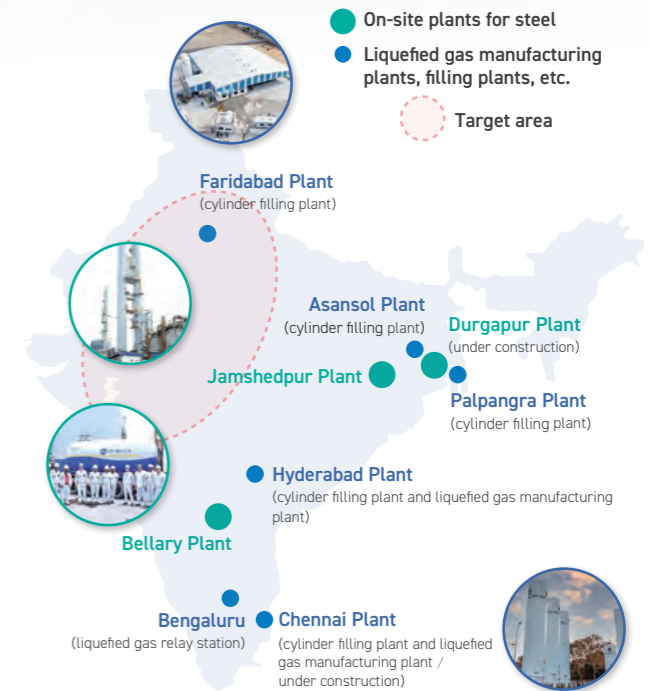 On-site plants for steel
Liquefied gas manufacturing
plants, filling plants, etc.
Target area
Faridabad Plant
(cylinder filling plant)
Asansol Plant
(cylinder filling plant)
Durgapur Plant
(under construction)
Jamshedpur Plant
Palpangra Plant
(cylinder filling plant)
Hyderabad Plant
(cylinder filling plant and liquefied gas manufacturing
plant)
Bellary Plant
Bengaluru
(liquefied gas relay station)
Chennai Plant
(cylinder filling plant and liquefied
gas manufacturing plant /
under construction)